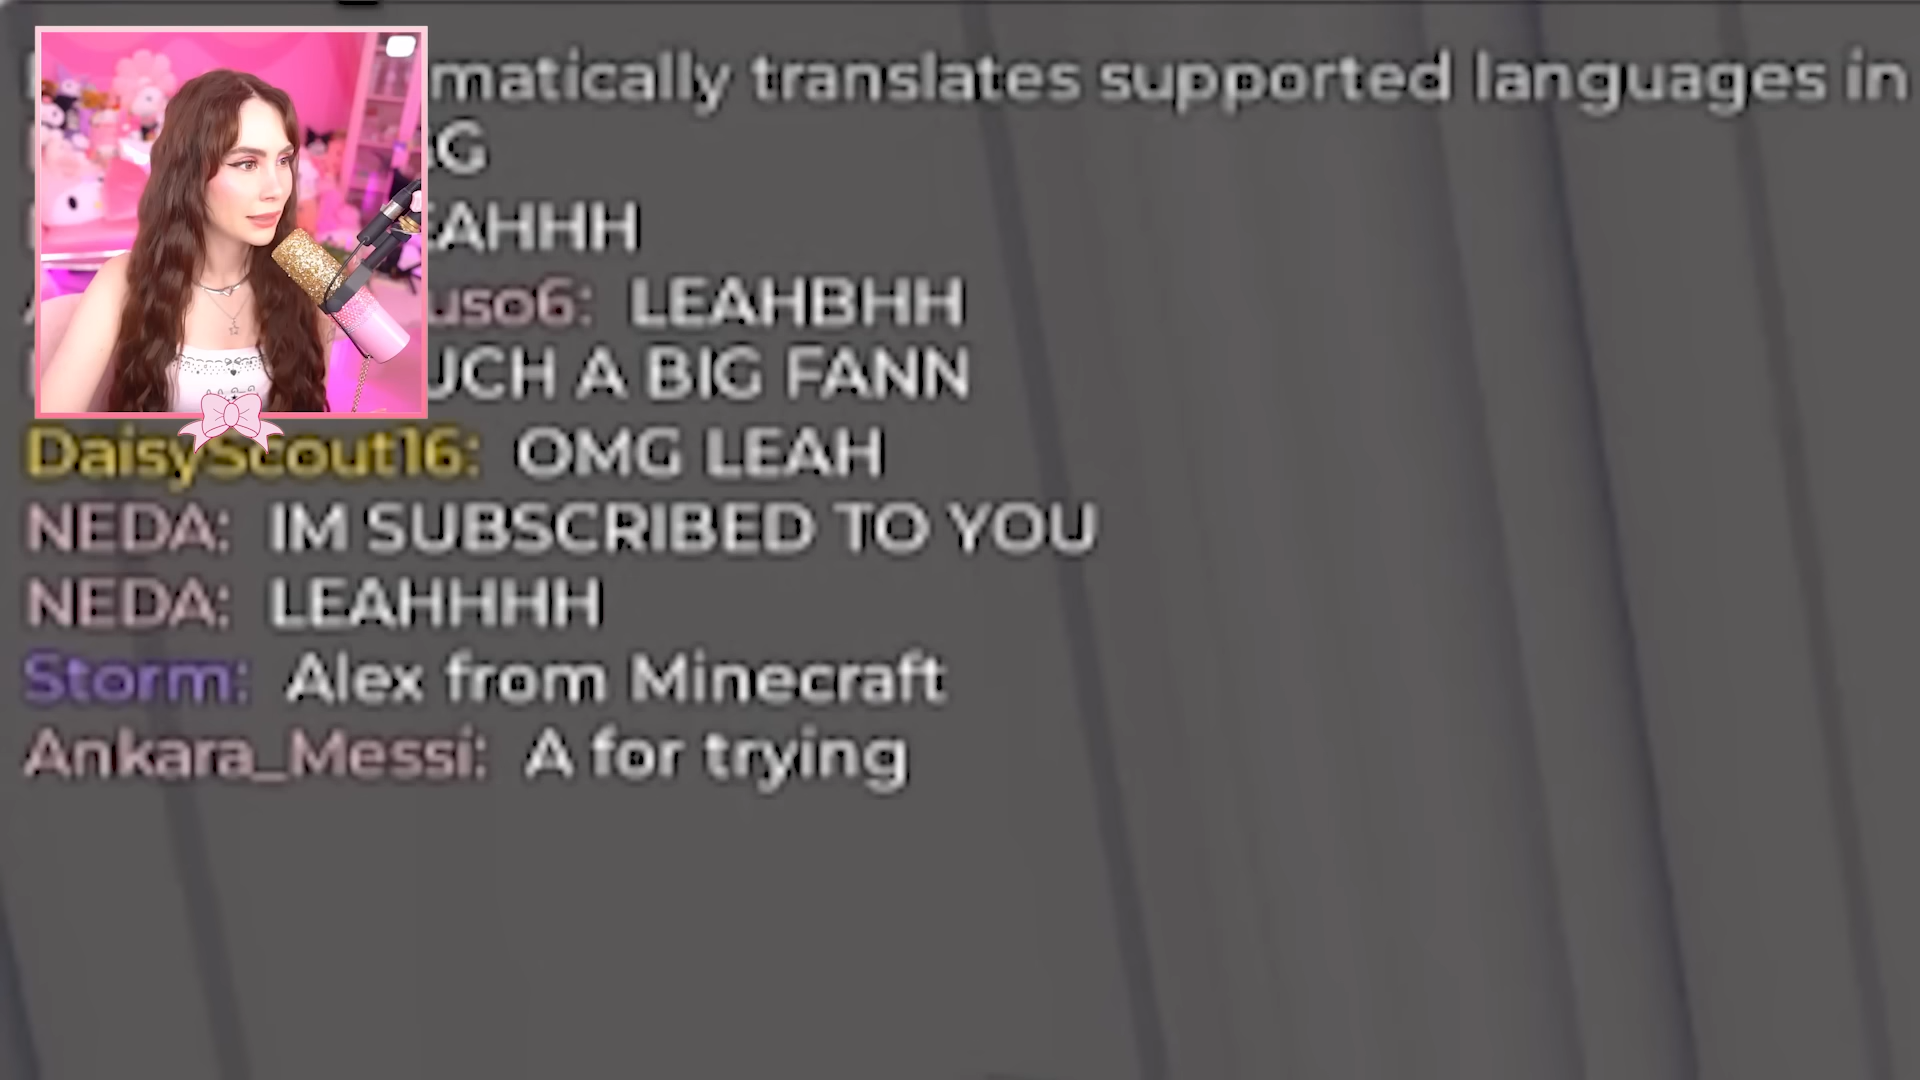 matically translates supported languages in
G
EAHHH
uso6: LEAHBHH
UCH A BIG FANN
DaisyScout16: OMG LEAH
NEDA: IM SUBSCRIBED TO YOU
NEDA: LEAHHHH
Storm: Alex from Minecraft
Ankara_Messi: A for trying